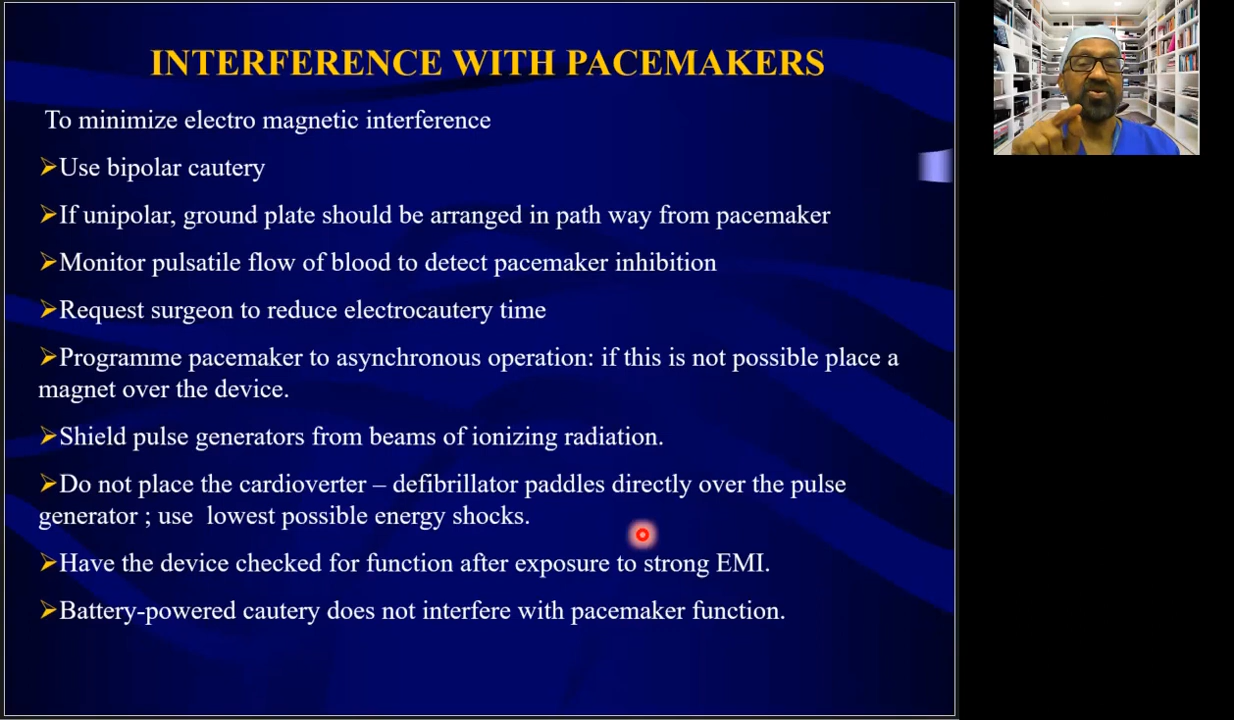 INTERFERENCE WITH PACEMAKERS
To minimize electro magnetic interference
➢Use bipolar cautery
➢If unipolar, ground plate should be arranged in path way from pacemaker
➢Monitor pulsatile flow of blood to detect pacemaker inhibition
➢Request surgeon to reduce electrocautery time
➢Programme pacemaker to asynchronous operation: if this is not possible place a
magnet over the device.
➢Shield pulse generators from beams of ionizing radiation.
➢Do not place the cardioverter – defibrillator paddles directly over the pulse
generator ; use lowest possible energy shocks.
➢Have the device checked for function after exposure to strong EMI.
➢Battery-powered cautery does not interfere with pacemaker function.